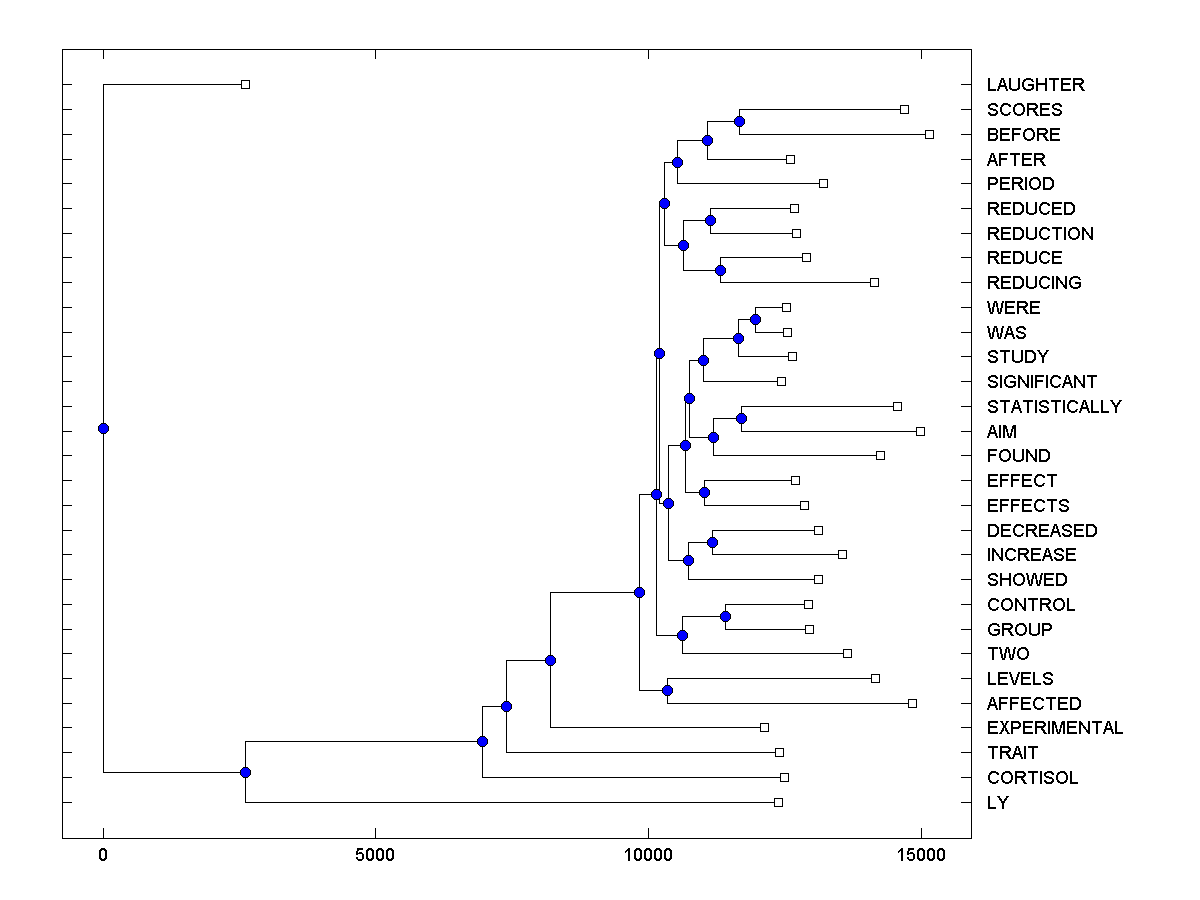 LAUGHTER
SCORES
BEFORE
AFTER
PERIOD
REDUCED
REDUCTION
REDUCE
REDUCING
WERE
WAS
STUDY
SIGNIFICANT
STATISTICALLY
AIM
FOUND
EFFECT
EFFECTS
DECREASED
INCREASE
SHOWED
CONTROL
GROUP
TWO
LEVELS
AFFECTED
EXPERIMENTAL
TRAIT
CORTISOL
LY
0 5000 10000 15000